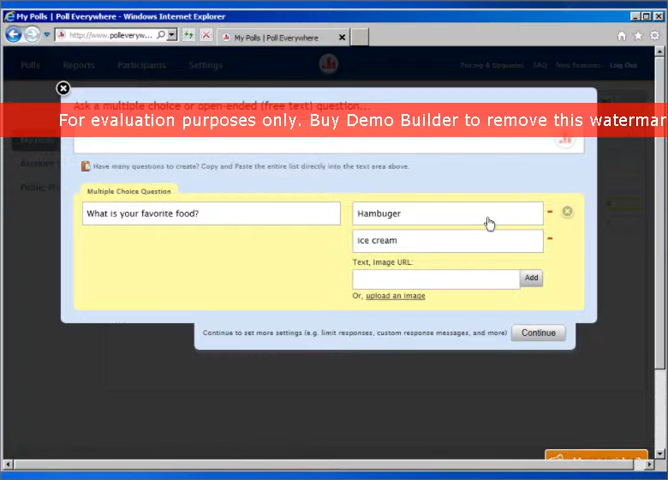 My Polls | Poll Everywhere - Windows Internet Explorer
http://www.polleveryw...
My Polls | Poll Everywhere
Polls Reports Participants Settings
Pricing & Upgrades FAQ New Features Log Out
Ask a multiple choice or open-ended (free text) question...
For evaluation purposes only. Buy Demo Builder to remove this watermar
Have many questions to create? Copy and Paste the entire list directly into the text area above.
Multiple Choice Question
What is your favorite food?
Hambuger
ice cream
Text, Image URL:
Add
Or, upload an image
Continue to set more settings (e.g. limit responses, custom response messages, and more)
Continue